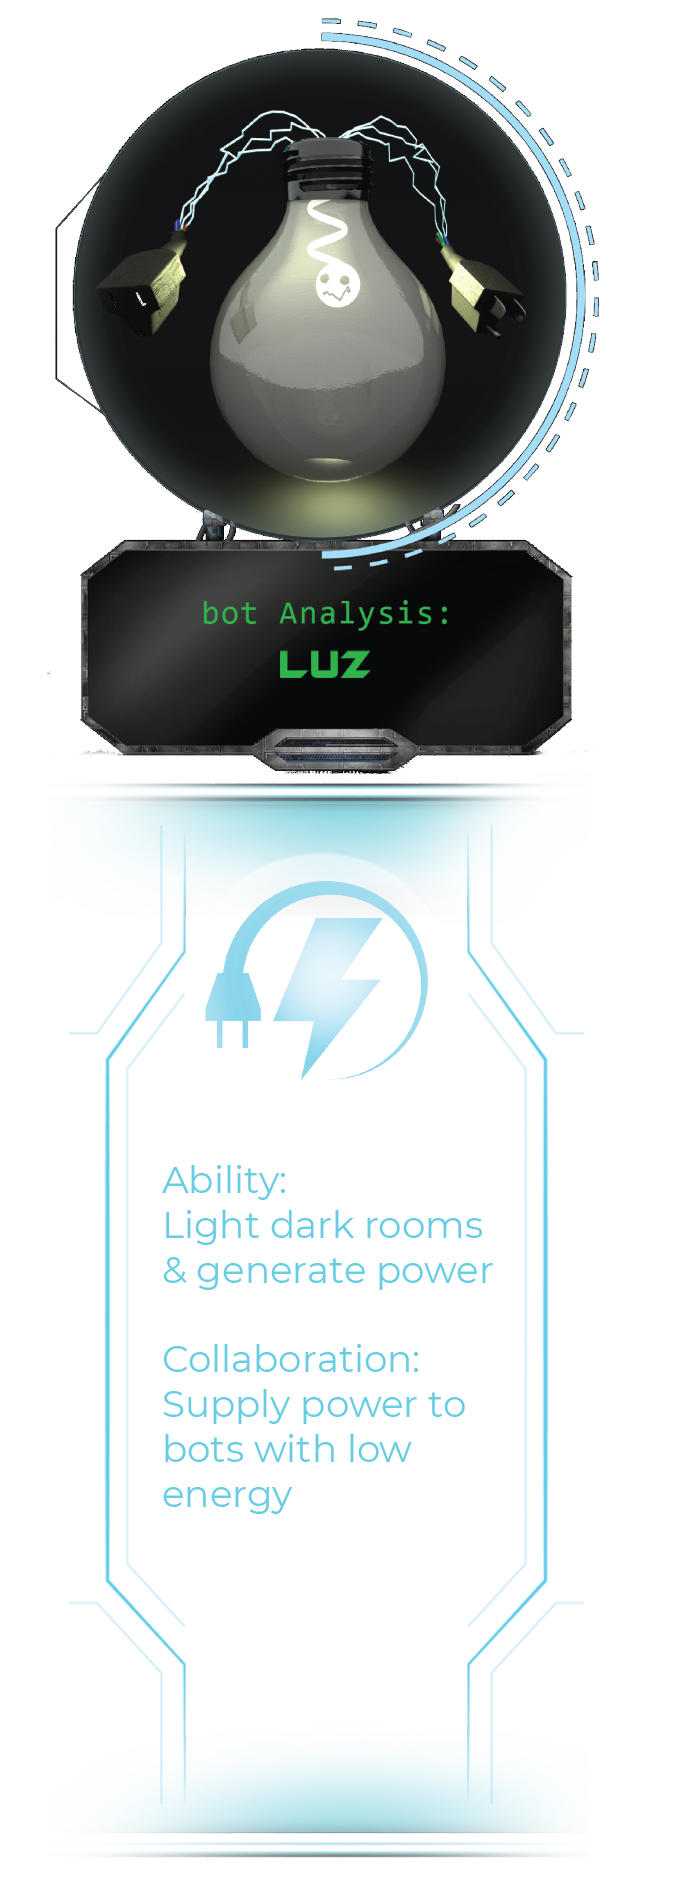 bot Analysis:
LUZ
Ability:
Light dark rooms
& generate power
Collaboration:
Supply power to
bots with low
energy